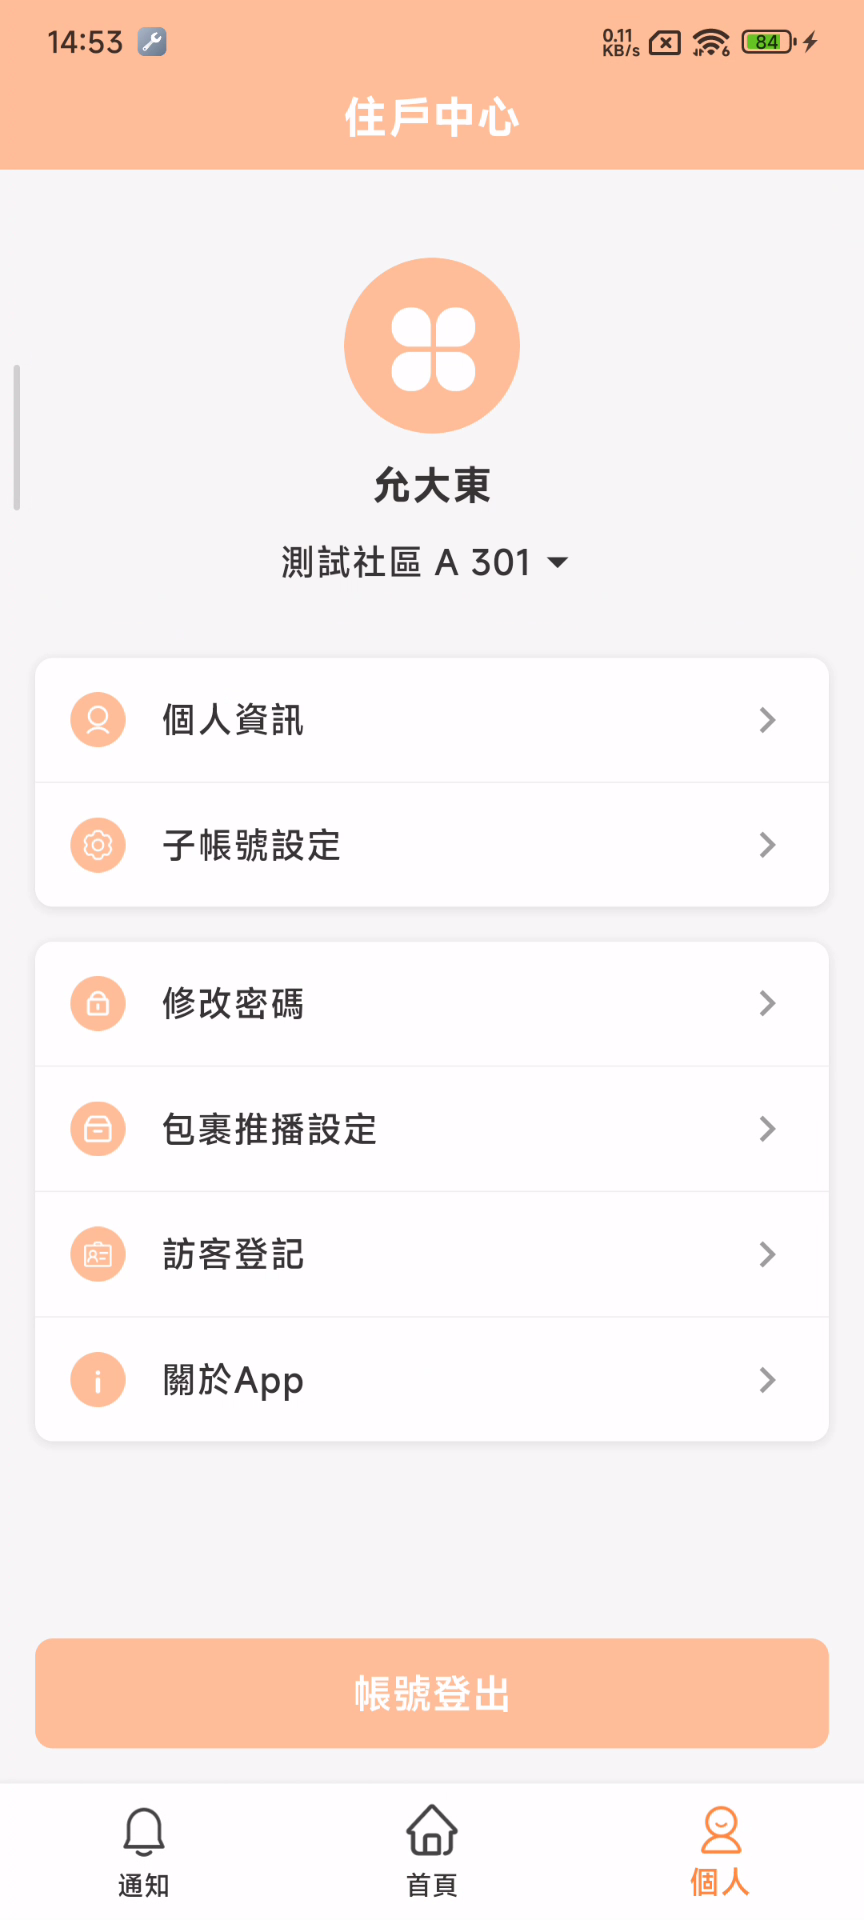 14:53
0.11
KB/s
6
84
住戶中心
允大東
測試社區 A 301
個人資訊
子帳號設定
修改密碼
包裹推播設定
訪客登記
關於App
帳號登出
通知
首頁
個人